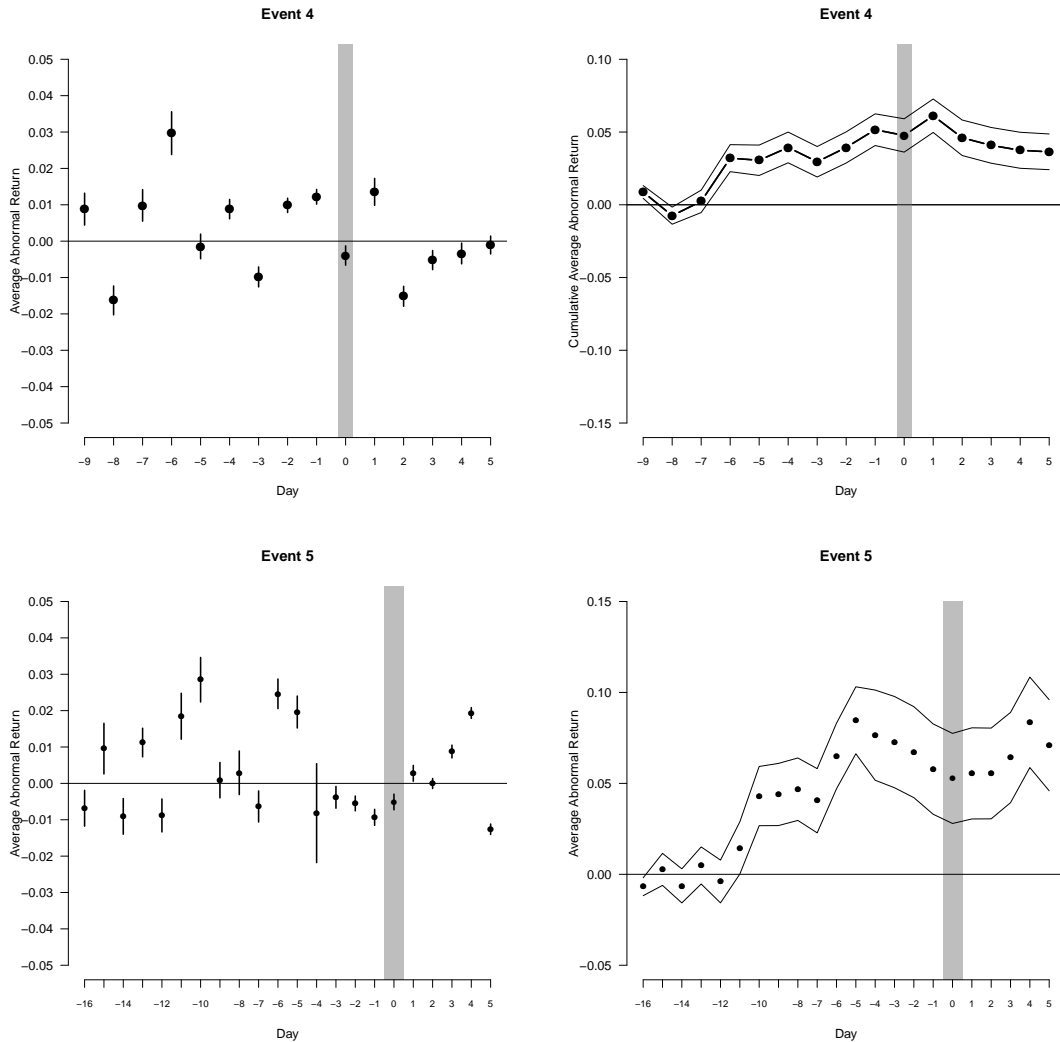 Event 4
Average Abnormal Return
0.05
0.04
0.03
0.02
0.01
0.00
−0.01
−0.02
−0.03
−0.04
−0.05
−9 −8 −7 −6 −5 −4 −3 −2 −1 0 1 2 3 4 5
Day
Event 4
Cumulative Average Abnormal Return
0.10
0.05
0.00
−0.05
−0.10
−0.15
−9 −8 −7 −6 −5 −4 −3 −2 −1 0 1 2 3 4 5
Day
Event 5
Average Abnormal Return
0.05
0.04
0.03
0.02
0.01
0.00
−0.01
−0.02
−0.03
−0.04
−0.05
−16 −14 −12 −10 −8 −7 −6 −5 −4 −3 −2 −1 0 1 2 3 4 5
Day
Event 5
Average Abnormal Return
0.15
0.10
0.05
0.00
−0.05
−16 −14 −12 −10 −8 −7 −6 −5 −4 −3 −2 −1 0 1 2 3 4 5
Day